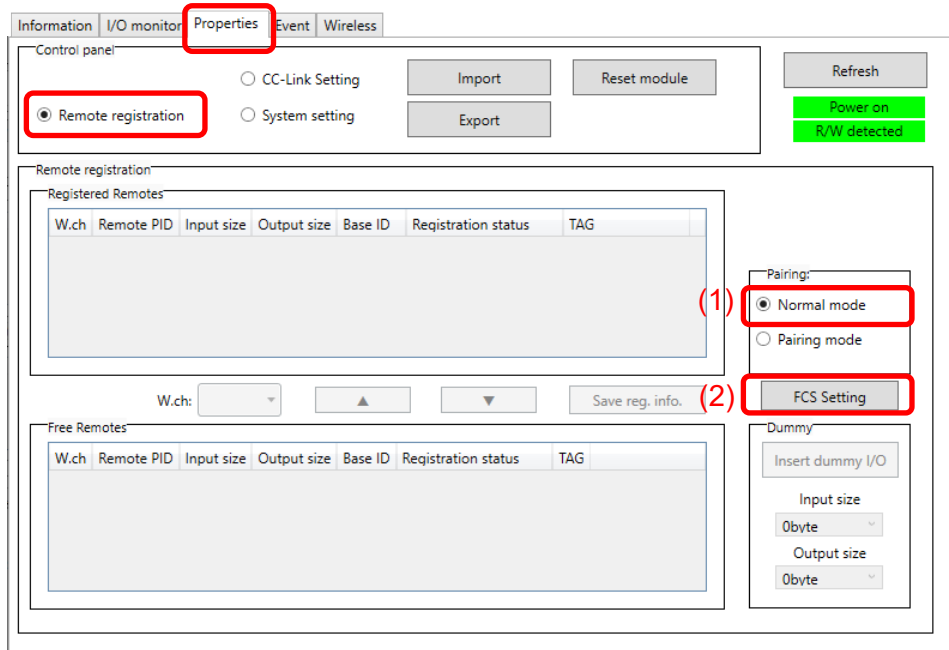 Information I/O monitor Properties Event Wireless
Control panel
CC-Link Setting Import Reset module Refresh
Remote registration System setting Export Power on
R/W detected
Remote registration
Registered Remotes
W.ch Remote PID Input size Output size Base ID Registration status TAG
Pairing:
(1) Normal mode
Pairing mode
W.ch: ▲ ▼ Save reg. info. (2) FCS Setting
Free Remotes Dummy
W.ch Remote PID Input size Output size Base ID Registration status TAG Insert dummy I/O
Input size
0byte
Output size
0byte